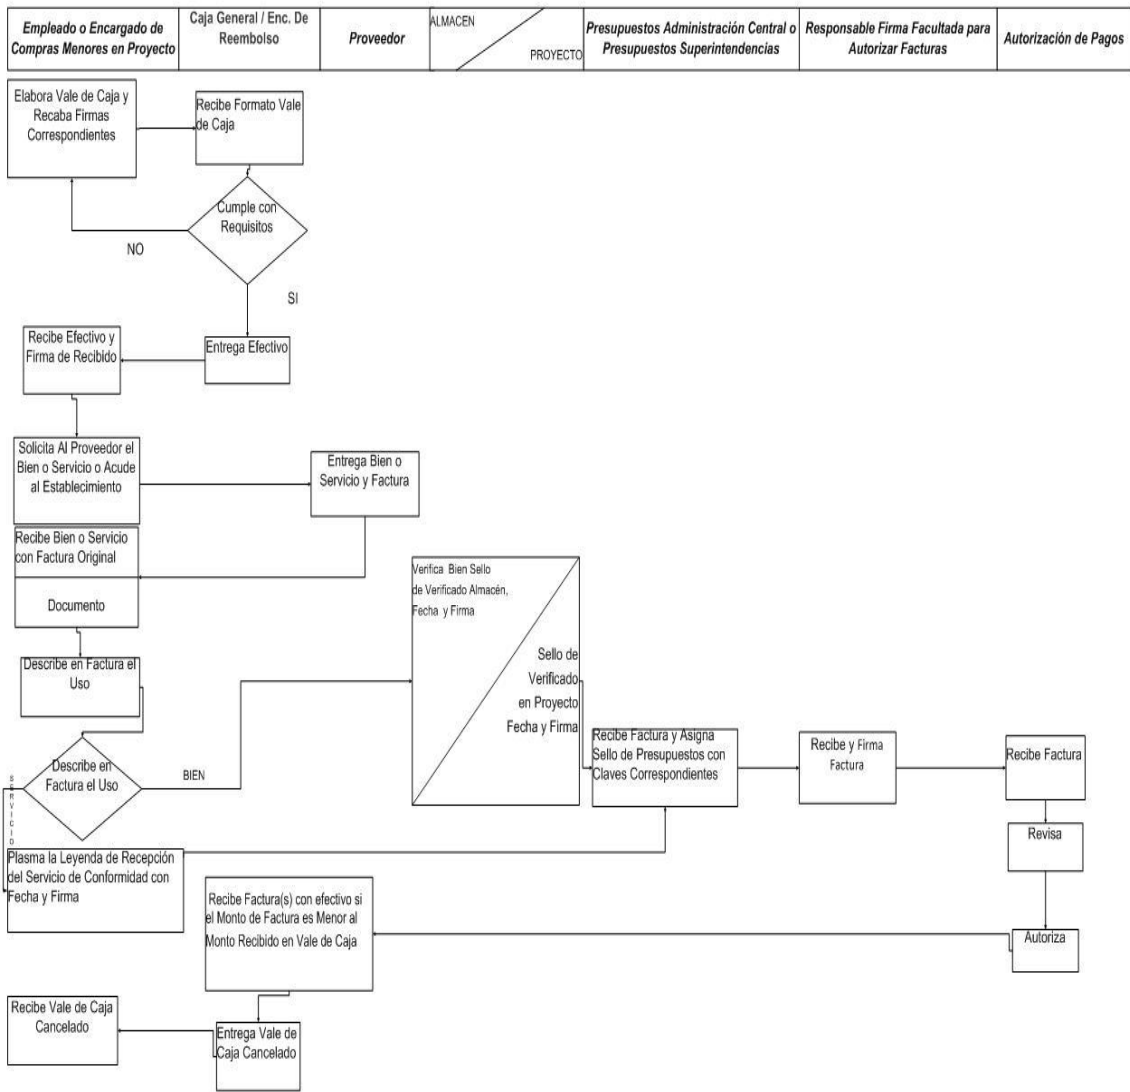 Empleado o Encargado de
Compras Menores en Proyecto
Caja General / Enc. De
Reembolso
Proveedor
ALMACEN
PROYECTO
Presupuestos Administración Central o
Presupuestos Superintendencias
Responsable Firma Facultada para
Autorizar Facturas
Autorización de Pagos
Elabora Vale de Caja y
Recaba Firmas
Correspondientes
Recibe Formato Vale
de Caja
Cumple con
Requisitos
NO
SI
Recibe Efectivo y
Firma de Recibido
Entrega Efectivo
Solicita Al Proveedor el
Bien o Servicio o Acude
al Establecimiento
Entrega Bien o
Servicio y Factura
Recibe Bien o Servicio
con Factura Original
Documento
Verifica Bien Sello
de Verificado Almacén,
Fecha y Firma
Sello de
Verificado
en Proyecto
Fecha y Firma
Describe en Factura el
Uso
Describe en
Factura el Uso
BIEN
SERVICIO
Recibe Factura y Asigna
Sello de Presupuestos con
Claves Correspondientes
Recibe y Firma
Factura
Recibe Factura
Revisa
Plasma la Leyenda de Recepción
del Servicio de Conformidad con
Fecha y Firma
Recibe Factura(s) con efectivo si
el Monto de Factura es Menor al
Monto Recibido en Vale de Caja
Autoriza
Recibe Vale de Caja
Cancelado
Entrega Vale de
Caja Cancelado